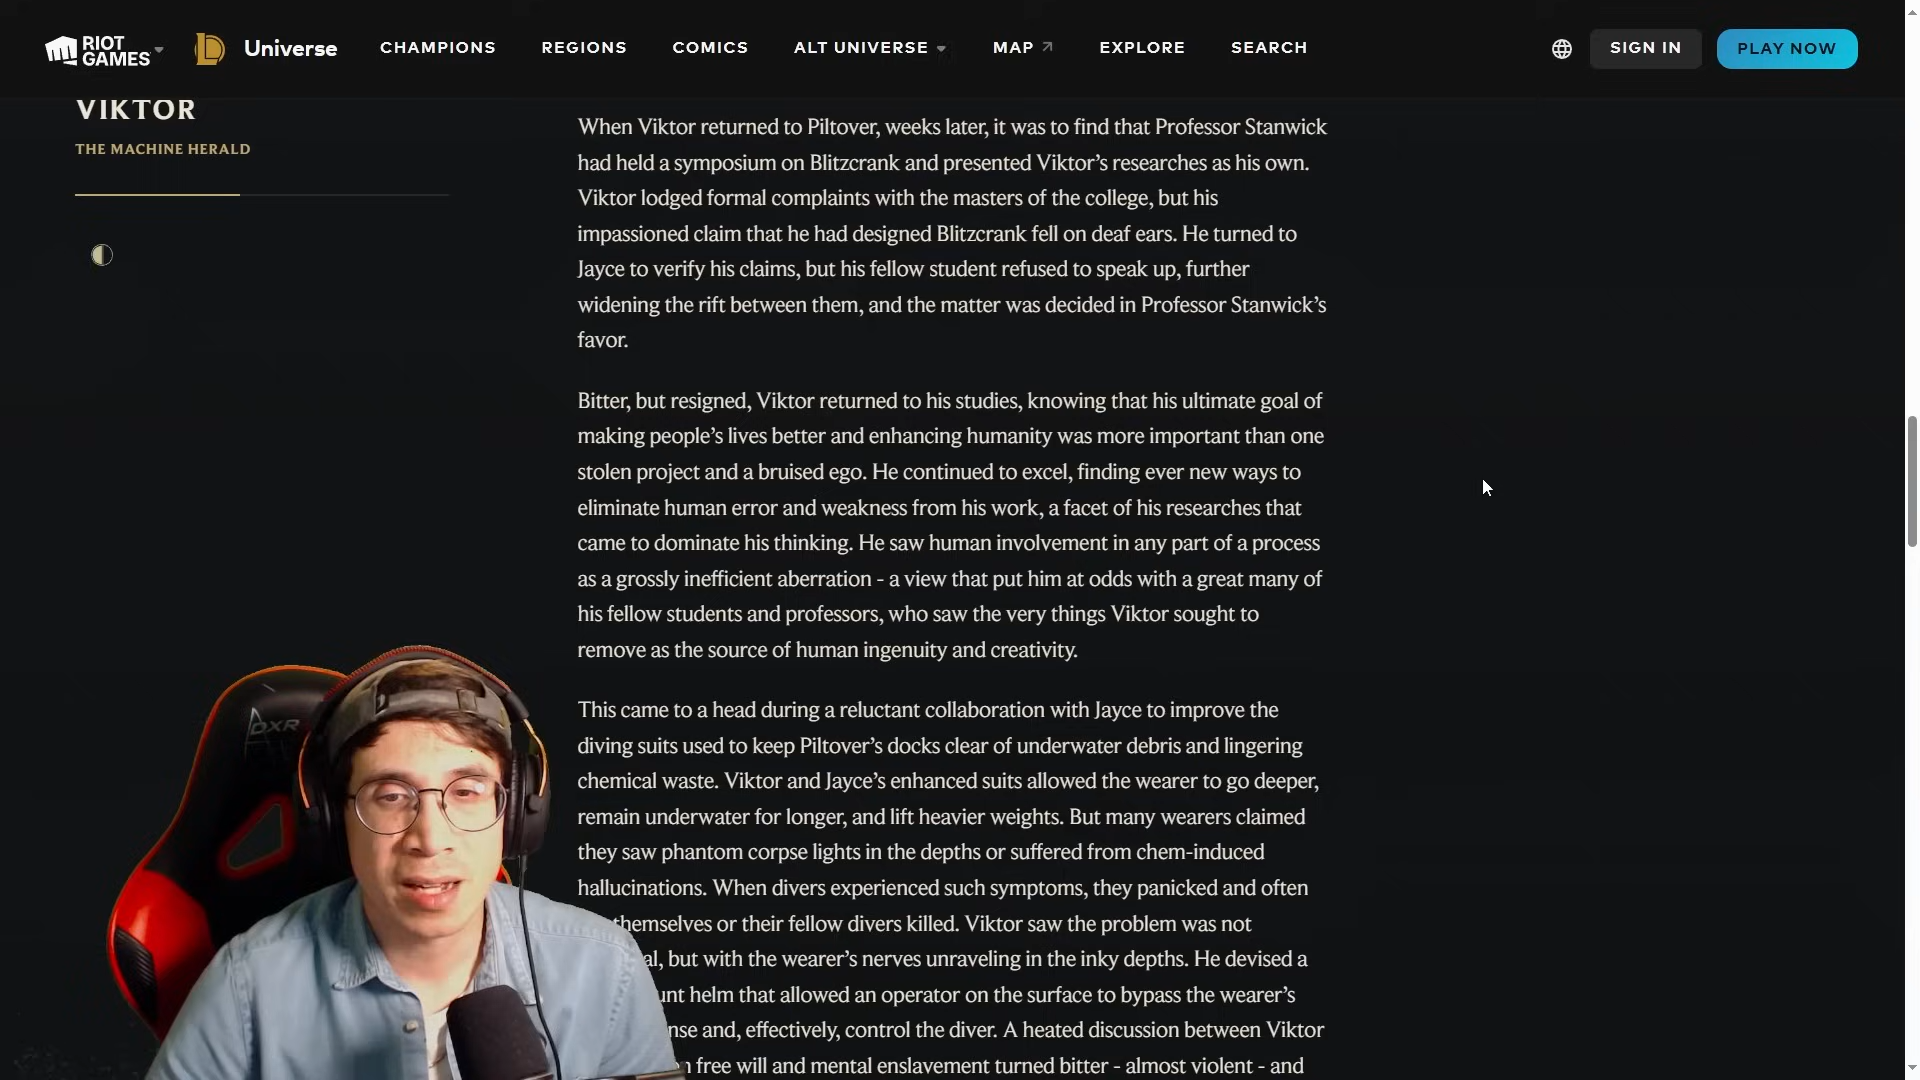 RIOT GAMES
Universe
CHAMPIONS
REGIONS
COMICS
ALT UNIVERSE
MAP
EXPLORE
SEARCH
SIGN IN
PLAY NOW
VIKTOR
THE MACHINE HERALD
When Viktor returned to Piltover, weeks later, it was to find that Professor Stanwick
had held a symposium on Blitzcrank and presented Viktor’s researches as his own.
Viktor lodged formal complaints with the masters of the college, but his
impassioned claim that he had designed Blitzcrank fell on deaf ears. He turned to
Jayce to verify his claims, but his fellow student refused to speak up, further
widening the rift between them, and the matter was decided in Professor Stanwick’s
favor.
Bitter, but resigned, Viktor returned to his studies, knowing that his ultimate goal of
making people’s lives better and enhancing humanity was more important than one
stolen project and a bruised ego. He continued to excel, finding ever new ways to
eliminate human error and weakness from his work, a facet of his researches that
came to dominate his thinking. He saw human involvement in any part of a process
as a grossly inefficient aberration - a view that put him at odds with a great many of
his fellow students and professors, who saw the very things Viktor sought to
remove as the source of human ingenuity and creativity.
This came to a head during a reluctant collaboration with Jayce to improve the
diving suits used to keep Piltover’s docks clear of underwater debris and lingering
chemical waste. Viktor and Jayce’s enhanced suits allowed the wearer to go deeper,
remain underwater for longer, and lift heavier weights. But many wearers claimed
they saw phantom corpse lights in the depths or suffered from chem-induced
hallucinations. When divers experienced such symptoms, they panicked and often
themselves or their fellow divers killed. Viktor saw the problem was not
al, but with the wearer’s nerves unraveling in the inky depths. He devised a
unt helm that allowed an operator on the surface to bypass the wearer’s
nse and, effectively, control the diver. A heated discussion between Viktor
free will and mental enslavement turned bitter - almost violent - and
DXR